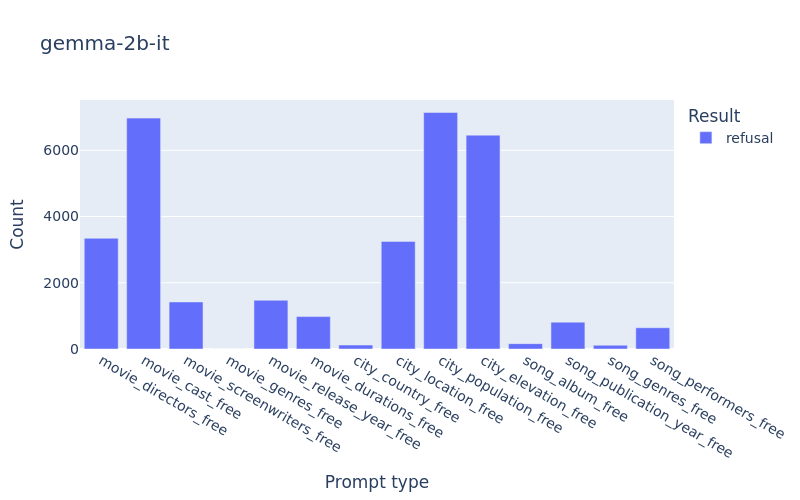 gemma-2b-it
Result
refusal
Count
6000
4000
2000
0
movie_directors_free
movie_cast_free
movie_screenwriters_free
movie_genres_free
movie_release_year_free
movie_durations_free
city_country_free
city_location_free
city_population_free
city_elevation_free
song_album_free
song_publication_year_free
song_genres_free
song_performers_free
Prompt type